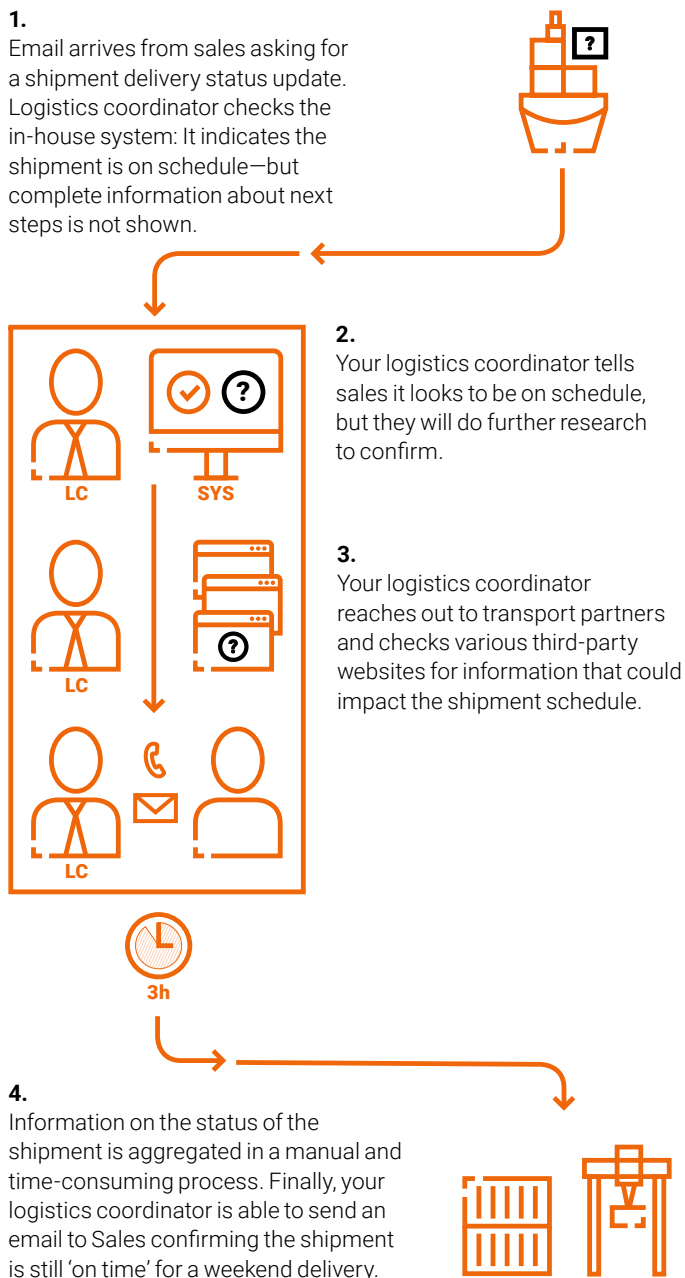 1.
Email arrives from sales asking for
a shipment delivery status update.
Logistics coordinator checks the
in-house system: It indicates the
shipment is on schedule—but
complete information about next
steps is not shown.
?
2.
Your logistics coordinator tells
sales it looks to be on schedule,
but they will do further research
to confirm.
?
LC
SYS
3.
Your logistics coordinator
reaches out to transport partners
and checks various third-party
websites for information that could
impact the shipment schedule.
?
LC
LC
3h
4.
Information on the status of the
shipment is aggregated in a manual and
time-consuming process. Finally, your
logistics coordinator is able to send an
email to Sales confirming the shipment
is still ‘on time’ for a weekend delivery.